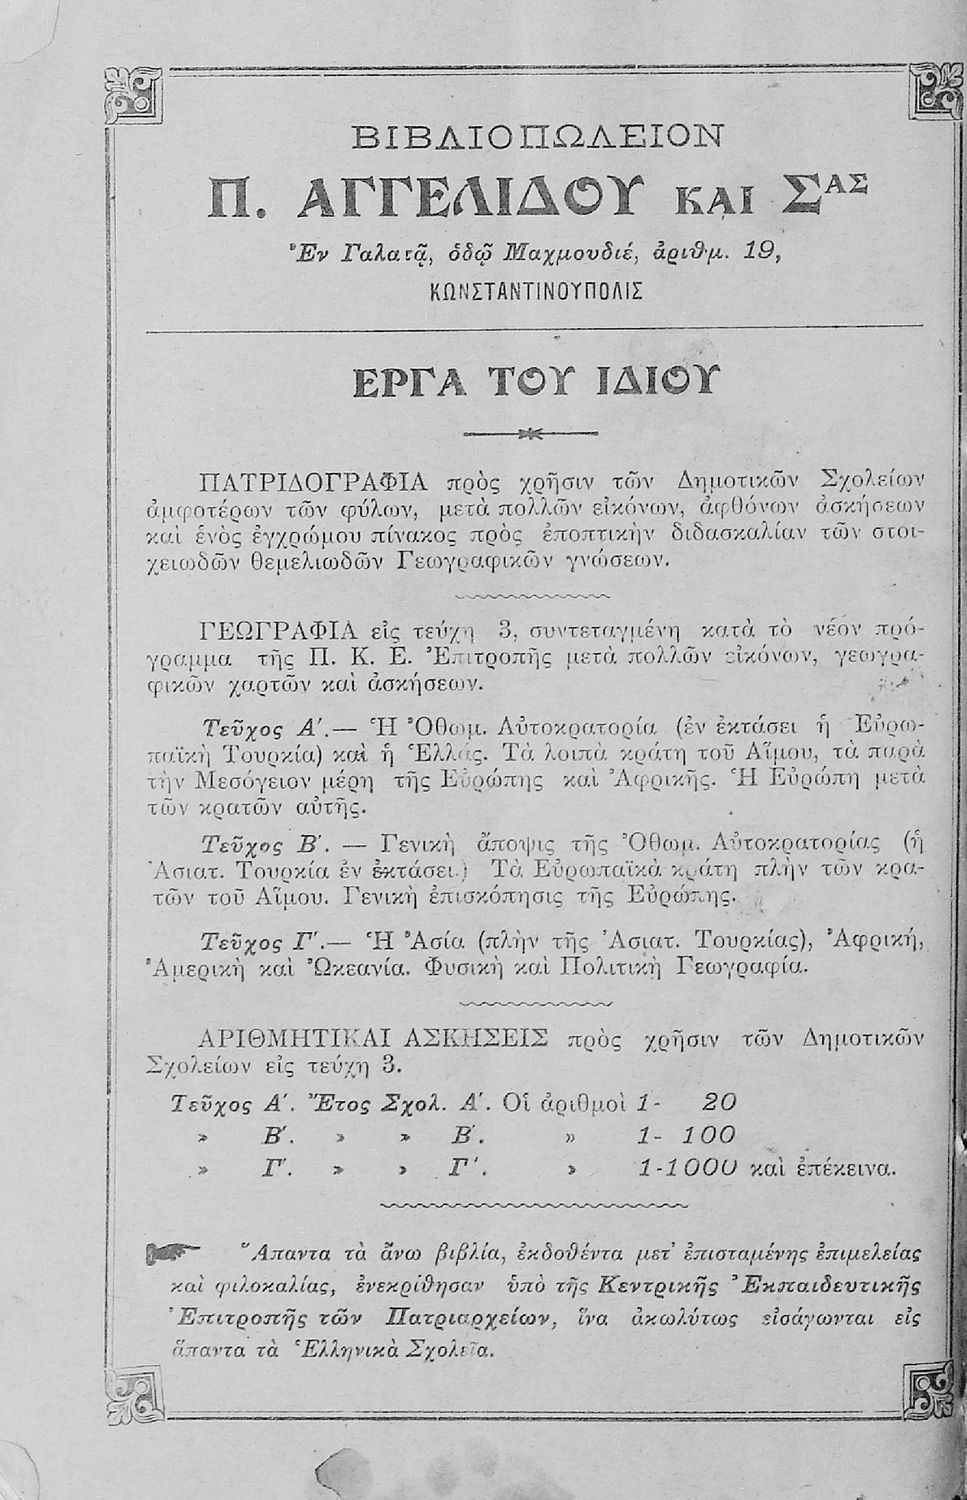 ΒΙΒΛΙΟΠΩΛΕΙΟΝ
Π. ΑΓΓΕΛΙΔΟΥ ΚΑΙ ΣΑΣ
Ἐν Γαλατᾷ, ὁδῷ Μαχμουδιέ, ἀριθμ. 19,
ΚΩΝΣΤΑΝΤΙΝΟΥΠΟΛΙΣ
ΕΡΓΑ ΤΟΥ ΙΔΙΟΥ
ΠΑΤΡΙΔΟΓΡΑΦΙΑ πρὸς χρῆσιν τῶν Δημοτικῶν Σχολείων
ἀμφοτέρων τῶν φύλων, μετὰ πολλῶν εἰκόνων, ἀφθόνων ἀσκήσεων
καὶ ἑνὸς ἐγχρώμου πίνακος πρὸς ἐποπτικὴν διδασκαλίαν τῶν στοι-
χειωδῶν θεμελιωδῶν Γεωγραφικῶν γνώσεων.
ΓΕΩΓΡΑΦΙΑ εἰς τεύχη 3, συντεταγμένη κατὰ τὸ νέον πρό-
γραμμα τῆς Π. Κ. Ε. Ἐπιτροπῆς μετὰ πολλῶν εἰκόνων, γεωγρα-
φικῶν χαρτῶν καὶ ἀσκήσεων.
Τεῦχος Α΄.— Ἡ Ὀθωμ. Αὐτοκρατορία (ἐν ἐκτάσει ἡ Εὐρω-
παϊκὴ Τουρκία) καὶ ἡ Ἑλλάς. Τὰ λοιπὰ κράτη τοῦ Αἵμου, τὰ παρὰ
τὴν Μεσόγειον μέρη τῆς Εὐρώπης καὶ Ἀφρικῆς. Ἡ Εὐρώπη μετὰ
τῶν κρατῶν αὐτῆς.
Τεῦχος Β΄. — Γενικὴ ἄποψις τῆς Ὀθωμ. Αὐτοκρατορίας (ἡ
Ἀσιατ. Τουρκία ἐν ἐκτάσει.) Τὰ Εὐρωπαϊκὰ κράτη πλὴν τῶν κρα-
τῶν τοῦ Αἵμου. Γενικὴ ἐπισκόπησις τῆς Εὐρώπης.
Τεῦχος Γ΄.— Ἡ Ἀσία (πλὴν τῆς Ἀσιατ. Τουρκίας), Ἀφρική,
Ἀμερικὴ καὶ Ὠκεανία. Φυσικὴ καὶ Πολιτικὴ Γεωγραφία.
ΑΡΙΘΜΗΤΙΚΑΙ ΑΣΚΗΣΕΙΣ πρὸς χρῆσιν τῶν Δημοτικῶν
Σχολείων εἰς τεύχη 3.
Τεῦχος Α΄. Ἔτος Σχολ. Α΄. Οἱ ἀριθμοὶ 1- 20
» Β΄. » » Β΄. » 1- 100
» Γ΄. » » Γ΄. » 1-1000 καὶ ἐπέκεινα.
Ἅπαντα τὰ ἄνω βιβλία, ἐκδοθέντα μετ᾽ ἐπισταμένης ἐπιμελείας
καὶ φιλοκαλίας, ἐνεκρίθησαν ὑπὸ τῆς Κεντρικῆς Ἐκπαιδευτικῆς
Ἐπιτροπῆς τῶν Πατριαρχείων, ἵνα ἀκωλύτως εἰσάγωνται εἰς
ἅπαντα τὰ Ἑλληνικὰ Σχολεῖα.